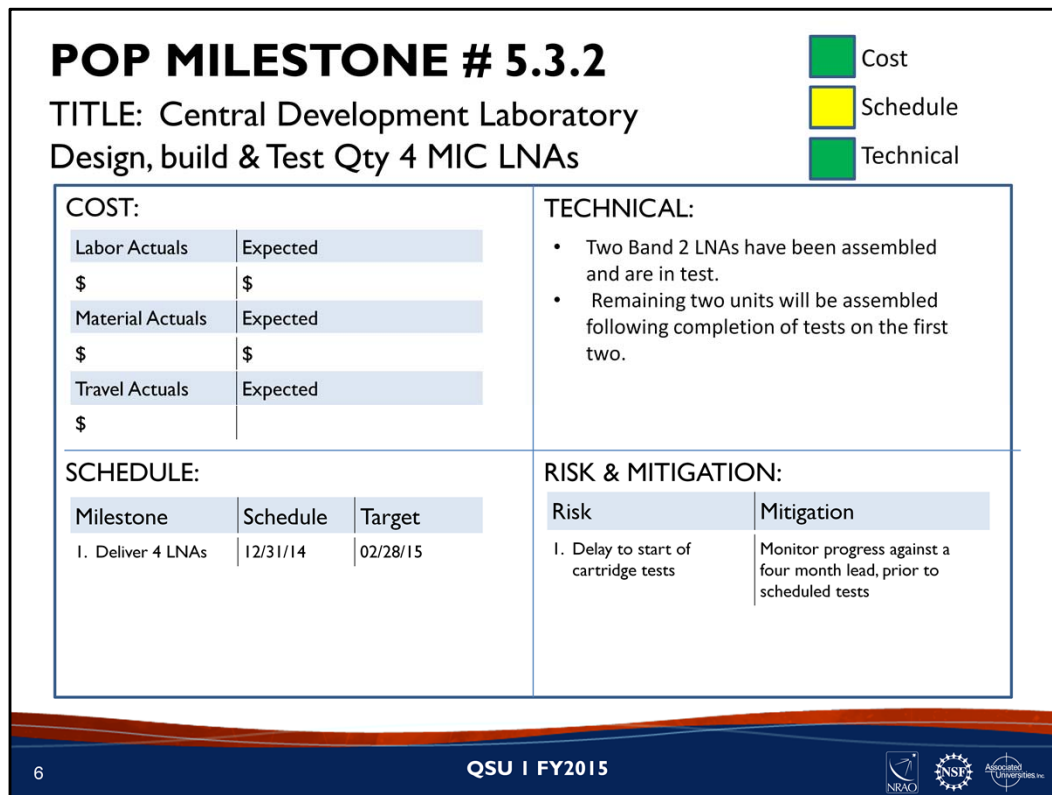 POP MILESTONE # 5.3.2
TITLE: Central Development Laboratory
Design, build & Test Qty 4 MIC LNAs
Cost
Schedule
Technical
COST:
Labor Actuals Expected
$ $
Material Actuals Expected
$ $
Travel Actuals Expected
$
TECHNICAL:
• Two Band 2 LNAs have been assembled
and are in test.
• Remaining two units will be assembled
following completion of tests on the first
two.
SCHEDULE:
Milestone Schedule Target
1. Deliver 4 LNAs 12/31/14 02/28/15
RISK & MITIGATION:
Risk Mitigation
1. Delay to start of Monitor progress against a
cartridge tests four month lead, prior to
scheduled tests
6
QSU 1 FY2015
NRAO
NSF
Associated
Universities, Inc